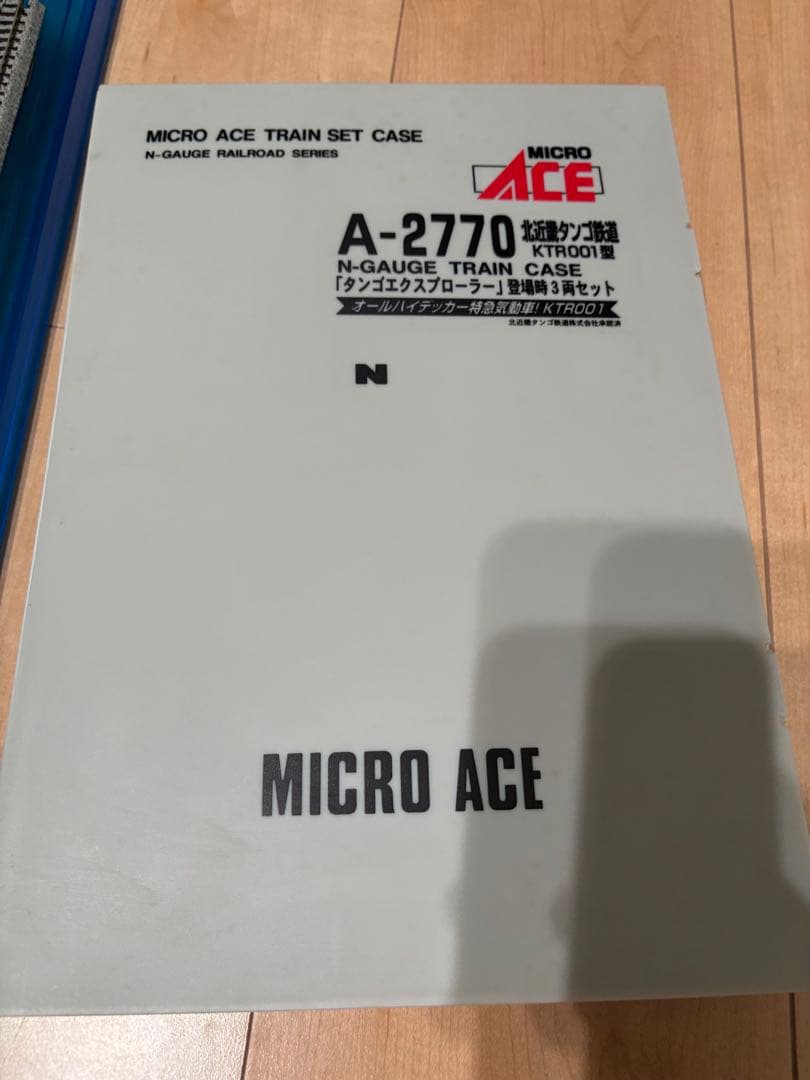 MICRO ACE TRAIN SET CASE
N-GAUGE RAILROAD SERIES
MICRO
ACE
A-2770 北近畿タンゴ鉄道
KTR001型
N-GAUGE TRAIN CASE
「タンゴエクスプローラー」登場時3両セット
オールハイデッカー特急気動車!KTR001
北近畿タンゴ鉄道株式会社承認済
N
MICRO ACE